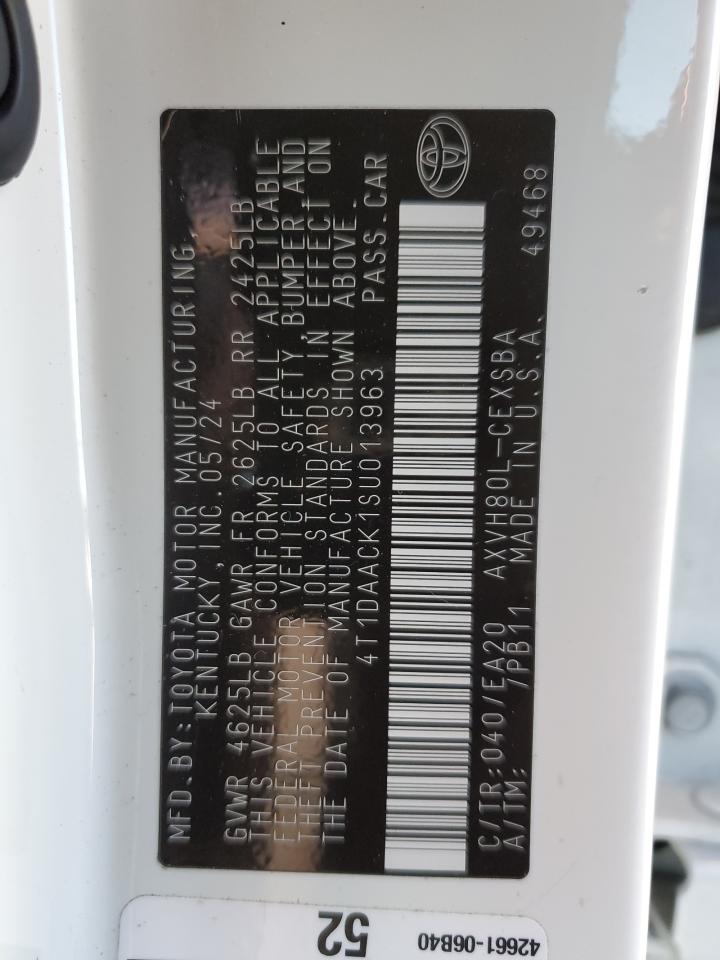 MFD.BY:TOYOTA MOTOR MANUFACTURING
KENTUCKY,INC.05/24
GVWR 4625LB GAWR FR 2625LB RR 2425LB
THIS VEHICLE CONFORMS TO ALL APPLICABLE
FEDERAL MOTOR VEHICLE SAFETY,BUMPER,AND
THEFT PREVENTION STANDARDS IN EFFECT ON
THE DATE OF MANUFACTURE SHOWN ABOVE.
4T1DAACK1SU013963 PASS.CAR
C/TR:040/EA20 AXVH80L-CEXSBA
A/TM: /PB11 MADE IN U.S.A. 49468
52
42661-06B40